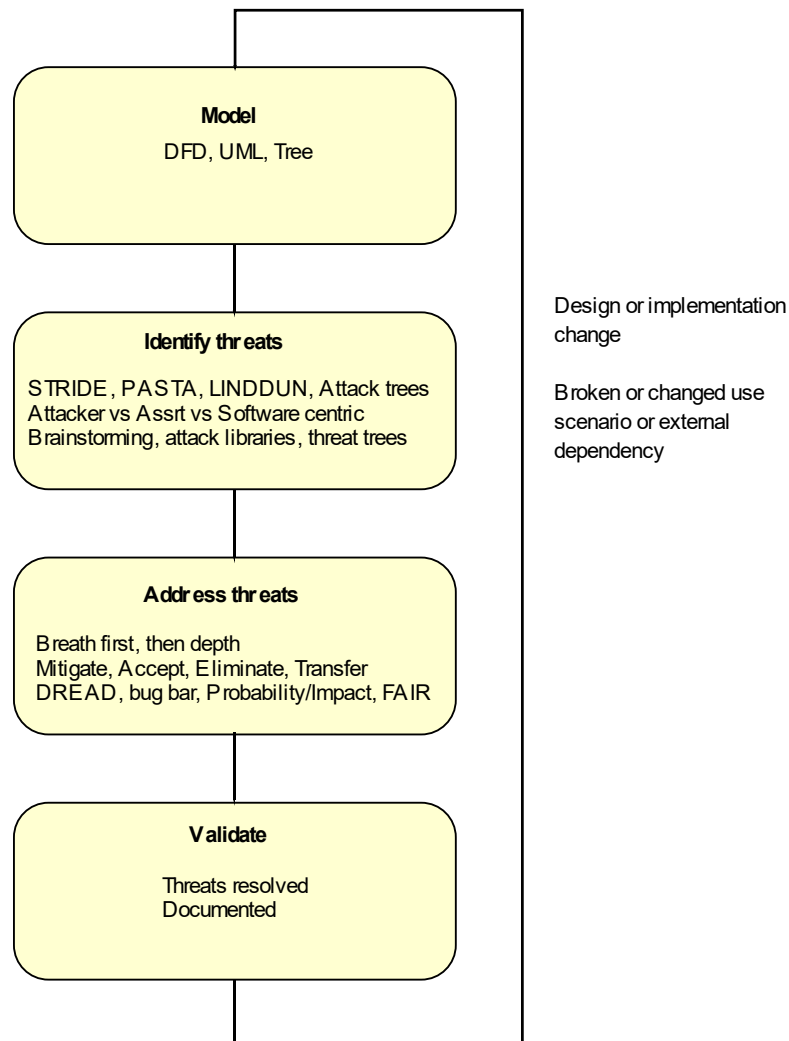 Model
DFD, UML, Tree
Identify threats
STRIDE, PASTA, LINDDUN, Attack trees
Attacker vs Assrt vs Software centric
Brainstorming, attack libraries, threat trees
Address threats
Breath first, then depth
Mitigate, Accept, Eliminate, Transfer
DREAD, bug bar, Probability/Impact, FAIR
Validate
Threats resolved
Documented
Design or implementation
change
Broken or changed use
scenario or external
dependency